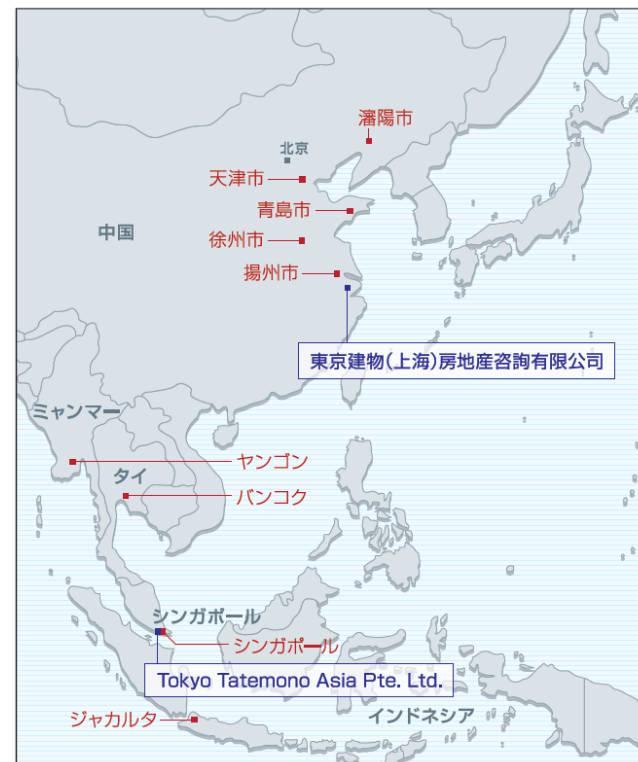 瀋陽市
北京
天津市
青島市
中国
徐州市
揚州市
東京建物(上海)房地産咨詢有限公司
ミャンマー
ヤンゴン
タイ
バンコク
シンガポール
シンガポール
Tokyo Tatemono Asia Pte. Ltd.
ジャカルタ
インドネシア